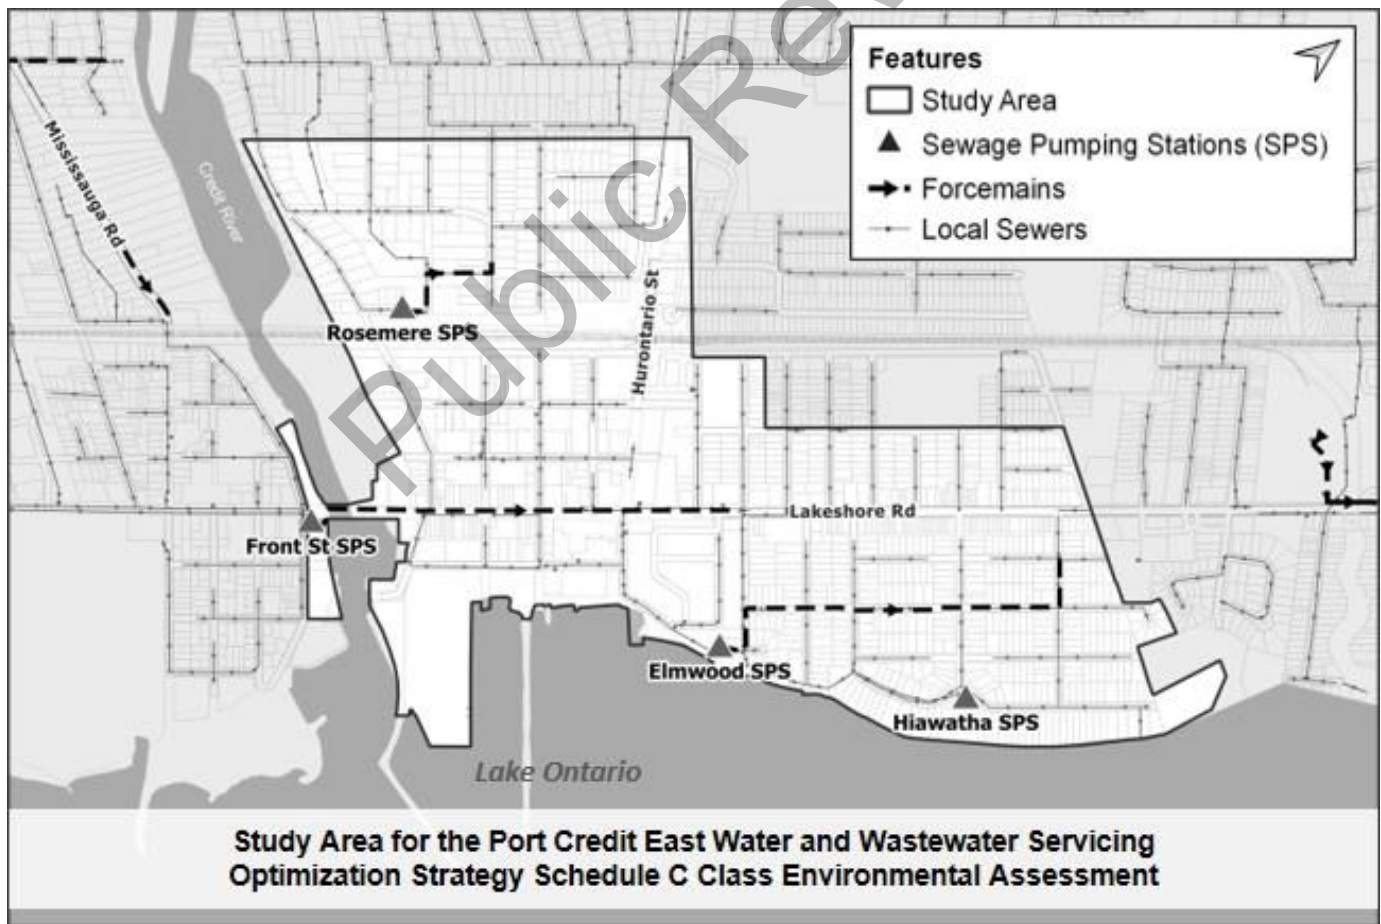 Public Rev
Features
Study Area
Sewage Pumping Stations (SPS)
Forcemains
Local Sewers
Mississauga Rd
Credit River
Hurontario St
Rosemere SPS
Lakeshore Rd
Front St SPS
Elmwood SPS
Hiawatha SPS
Lake Ontario
Study Area for the Port Credit East Water and Wastewater Servicing
Optimization Strategy Schedule C Class Environmental Assessment